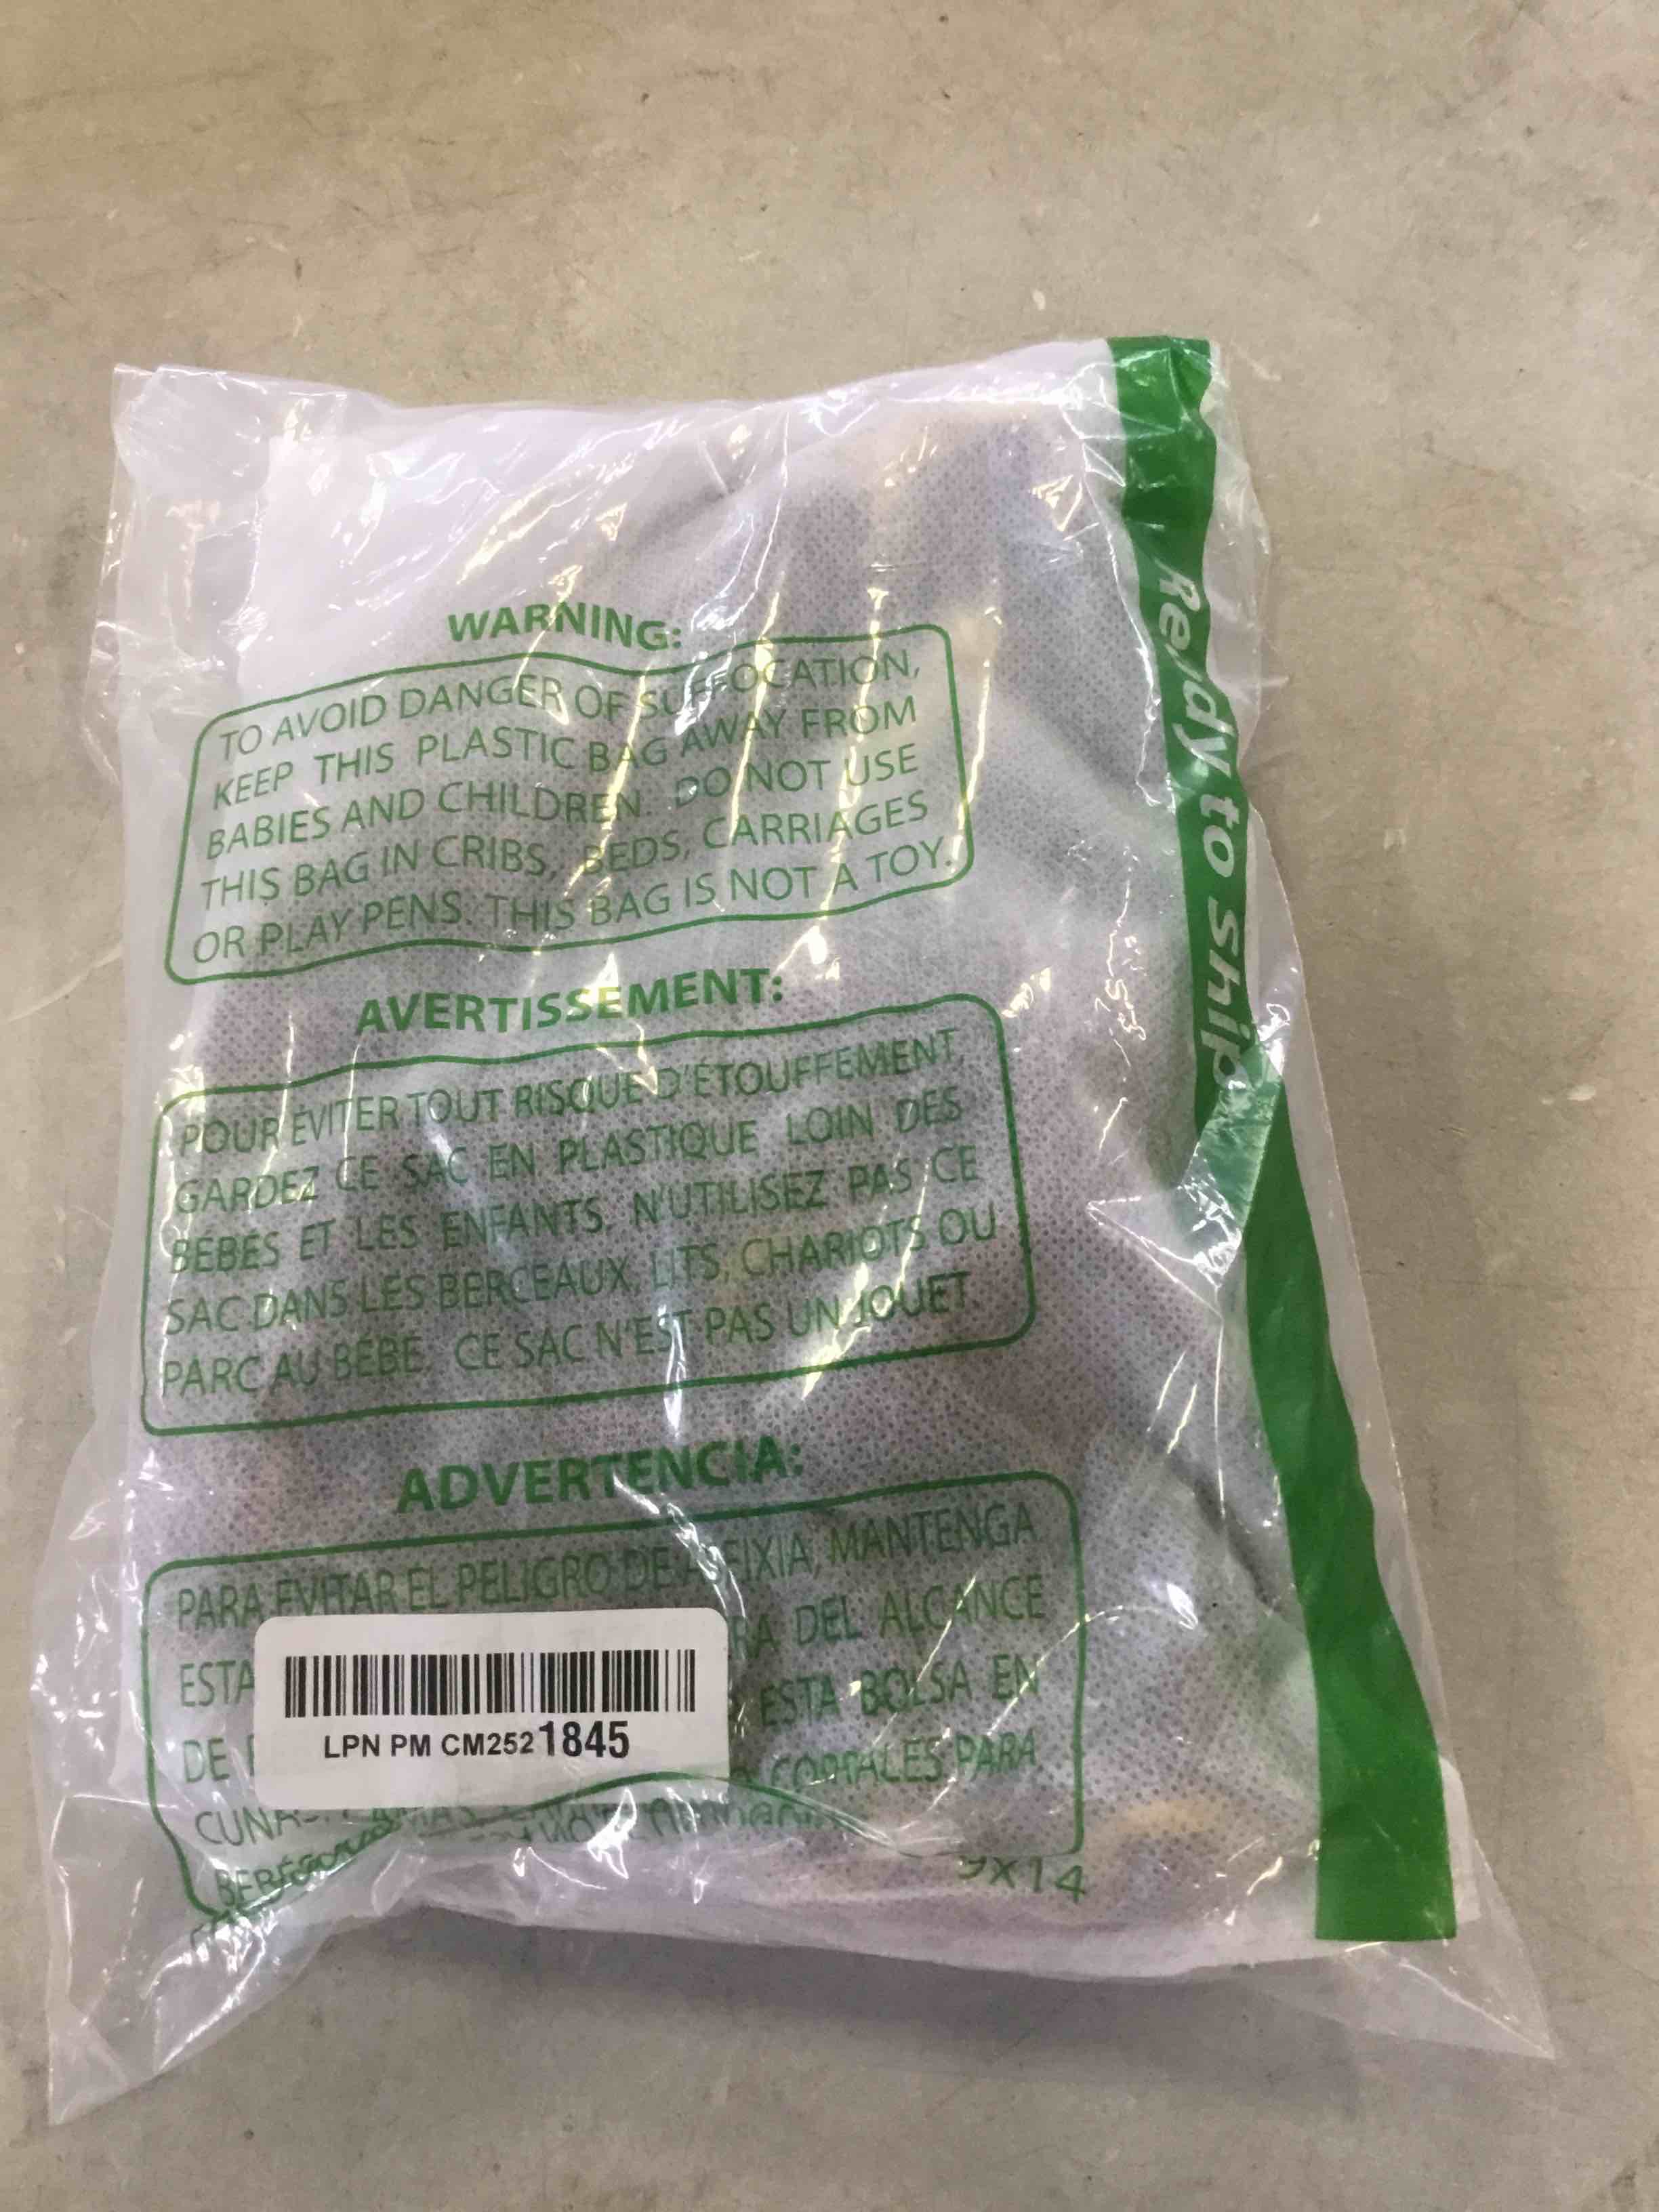 WARNING:
TO AVOID DANGER OF SUFFOCATION,
KEEP THIS PLASTIC BAG AWAY FROM
BABIES AND CHILDREN. DO NOT USE
THIS BAG IN CRIBS, BEDS, CARRIAGES
OR PLAY PENS. THIS BAG IS NOT A TOY.
AVERTISSEMENT:
POUR ÉVITER TOUT RISQUE D'ÉTOUFFEMENT,
GARDEZ CE SAC EN PLASTIQUE LOIN DES
BÉBÉS ET LES ENFANTS. N'UTILISEZ PAS CE
SAC DANS LES BERCEAUX, LITS, CHARIOTS OU
PARC AU BÉBÉ. CE SAC N'EST PAS UN JOUET.
ADVERTENCIA:
PARA EVITAR EL PELIGRO DE ASFIXIA, MANTENGA
ESTA DEL ALCANCE
DE ESTA BOLSA EN
CORRALES PARA
9X14
LPN PM CM2521845
Ready to ship